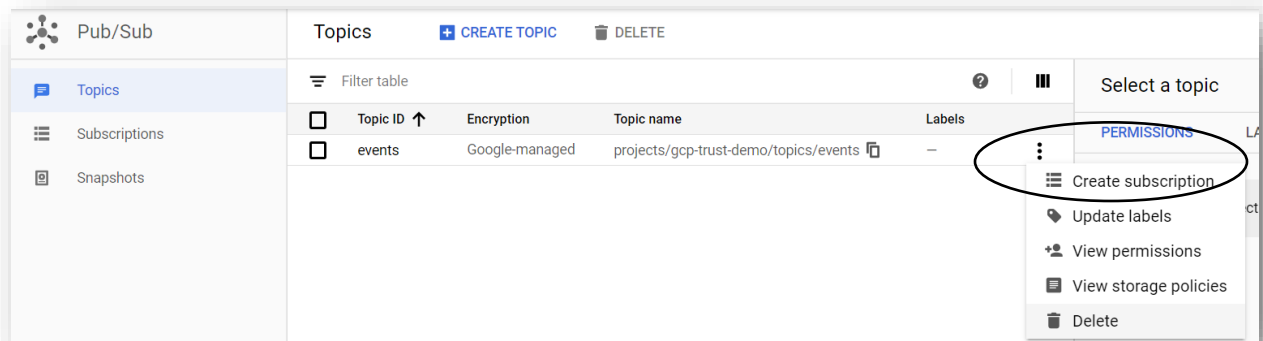 Pub/Sub
Topics
CREATE TOPIC
DELETE
Topics
Subscriptions
Snapshots
Filter table
Topic ID
Encryption
Topic name
Labels
events
Google-managed
projects/gcp-trust-demo/topics/events
–
Select a topic
PERMISSIONS
LA
Create subscription
Update labels
View permissions
View storage policies
Delete
ect